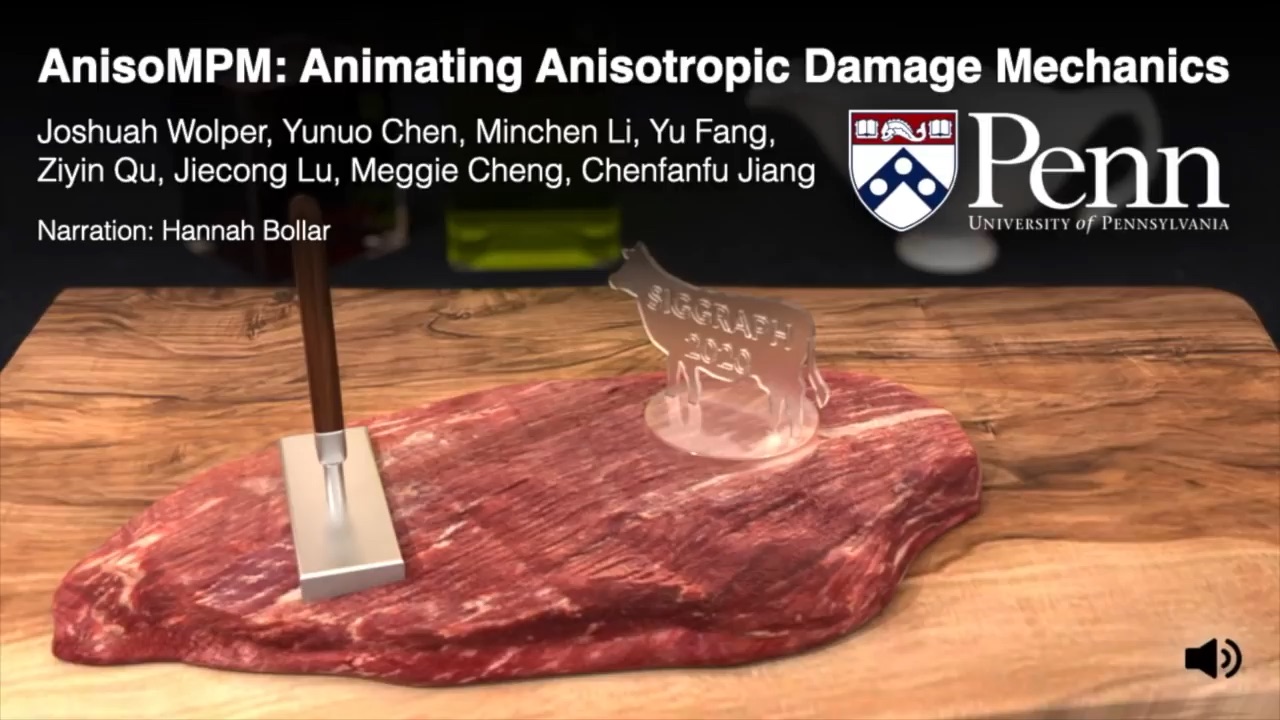 AnisoMPM: Animating Anisotropic Damage Mechanics
Joshuah Wolper, Yunuo Chen, Minchen Li, Yu Fang,
Ziyin Qu, Jiecong Lu, Meggie Cheng, Chenfanfu Jiang
Penn
UNIVERSITY of PENNSYLVANIA
Narration: Hannah Bollar
SIGGRAPH
2020